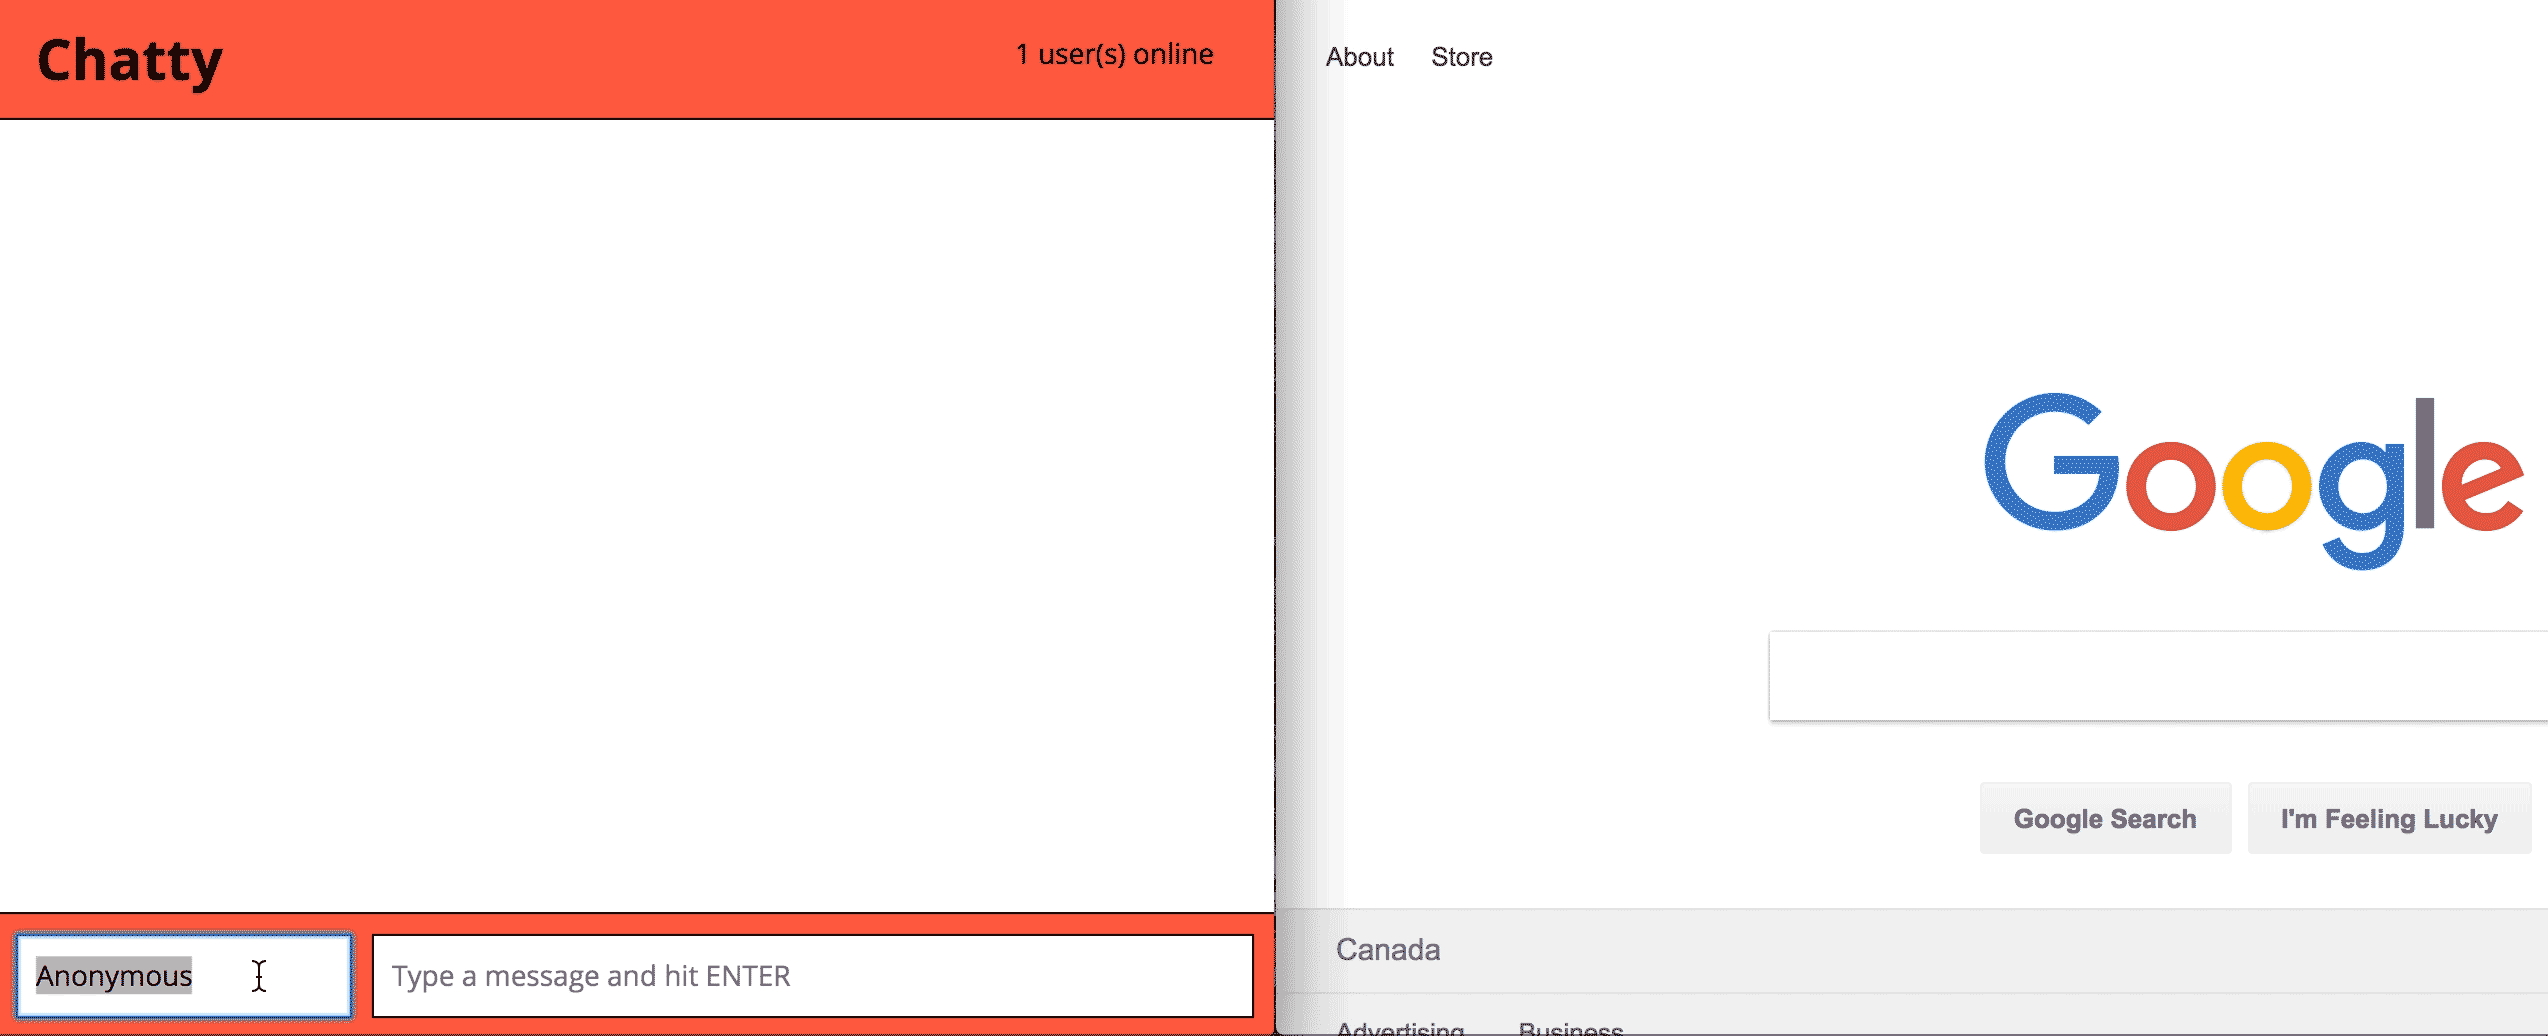 Chatty
1 user(s) online
Anonymous
Type a message and hit ENTER
About Store
Google
Google Search I'm Feeling Lucky
Canada
Advertising Business